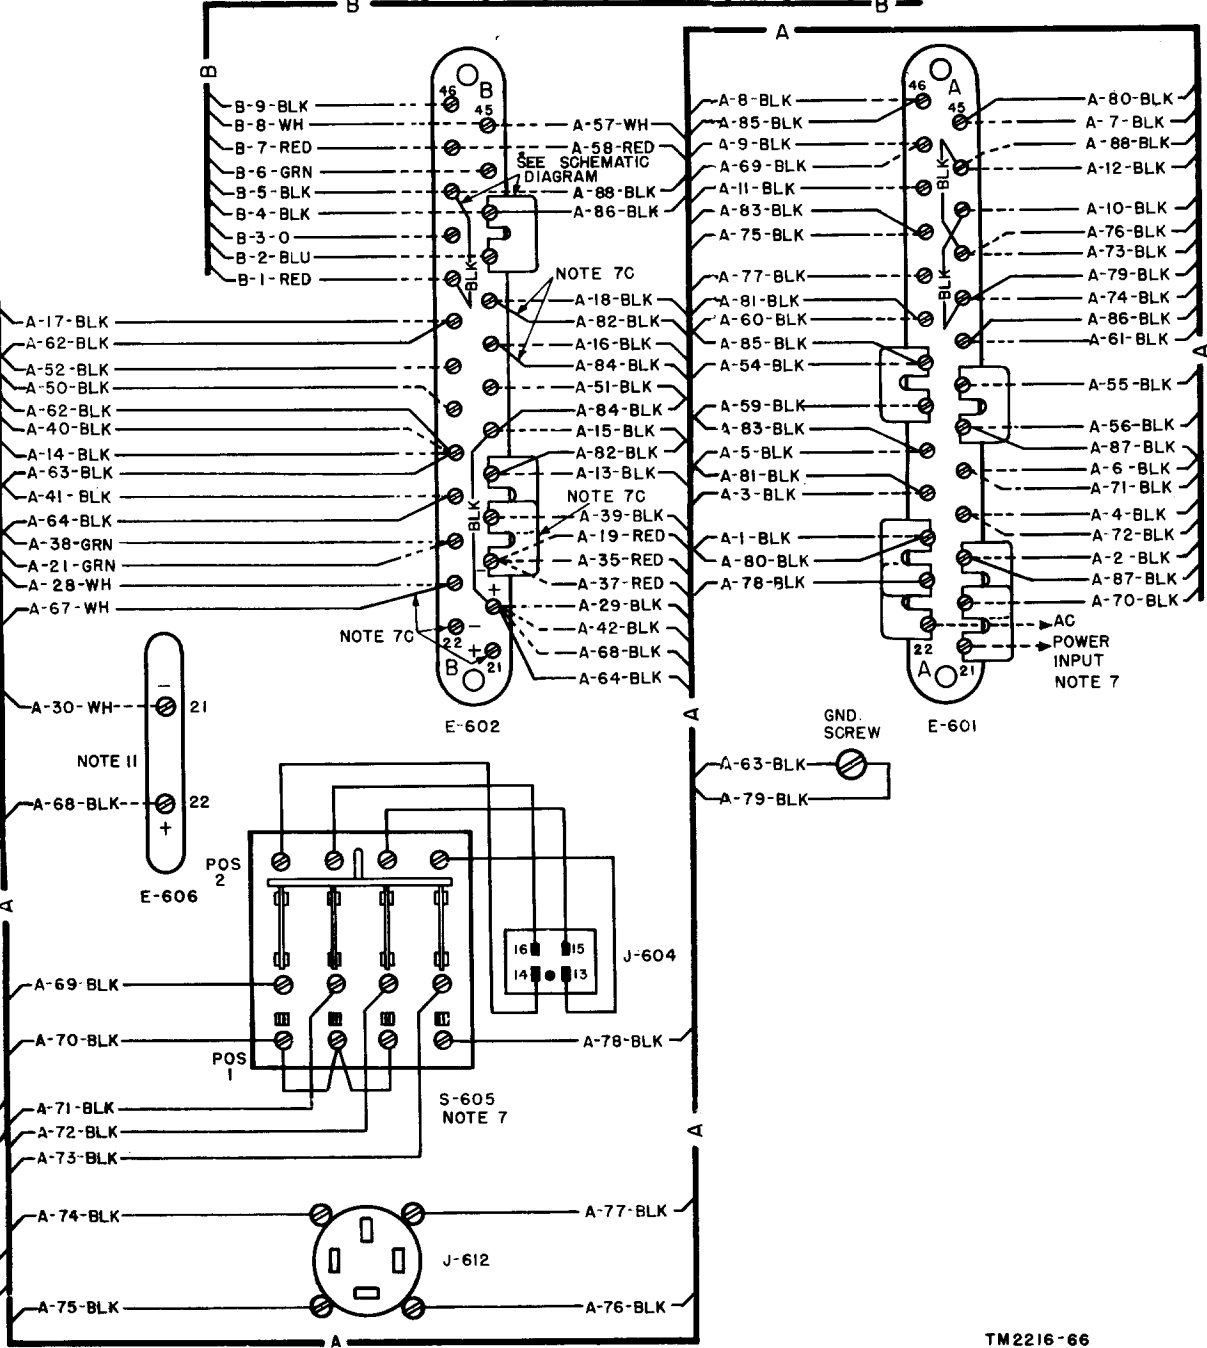 B
B
A
B
B
46
45
B-9-BLK
B-8-WH
B-7-RED
B-6-GRN
B-5-BLK
B-4-BLK
B-3-O
B-2-BLU
B-1-RED
A-57-WH
A-58-RED
SEE SCHEMATIC
DIAGRAM
A-88-BLK
A-86-BLK
BLK
NOTE 7C
A-18-BLK
A-82-BLK
A-16-BLK
A-84-BLK
A-51-BLK
A-84-BLK
A-15-BLK
A-82-BLK
A-13-BLK
NOTE 7C
A-39-BLK
A-19-RED
A-35-RED
A-37-RED
A-29-BLK
A-42-BLK
A-68-BLK
A-64-BLK
A-17-BLK
A-62-BLK
A-52-BLK
A-50-BLK
A-62-BLK
A-40-BLK
A-14-BLK
A-63-BLK
A-41-BLK
A-64-BLK
A-38-GRN
A-21-GRN
A-28-WH
A-67-WH
BLK
-
+
NOTE 7C
22
-
+
B
21
E-602
A
46
45
A-8-BLK
A-85-BLK
A-9-BLK
A-69-BLK
A-11-BLK
A-83-BLK
A-75-BLK
A-77-BLK
A-81-BLK
A-60-BLK
A-85-BLK
A-54-BLK
A-59-BLK
A-83-BLK
A-5-BLK
A-81-BLK
A-3-BLK
A-1-BLK
A-80-BLK
A-78-BLK
BLK
BLK
A-80-BLK
A-7-BLK
A-88-BLK
A-12-BLK
A-10-BLK
A-76-BLK
A-73-BLK
A-79-BLK
A-74-BLK
A-86-BLK
A-61-BLK
A
A-55-BLK
A-56-BLK
A-87-BLK
A-6-BLK
A-71-BLK
A-4-BLK
A-72-BLK
A-2-BLK
A-87-BLK
A-70-BLK
AC
POWER
INPUT
NOTE 7
22
A
21
E-601
A
GND.
SCREW
A-63-BLK
A-79-BLK
-
A-30-WH
21
NOTE 11
A-68-BLK
22
+
E-606
POS
2
A
16
15
14
13
J-604
A-69-BLK
A-70-BLK
POS
1
A-78-BLK
S-605
NOTE 7
A-71-BLK
A-72-BLK
A-73-BLK
A
A-74-BLK
A-77-BLK
J-612
A-75-BLK
A-76-BLK
A
TM2216-66